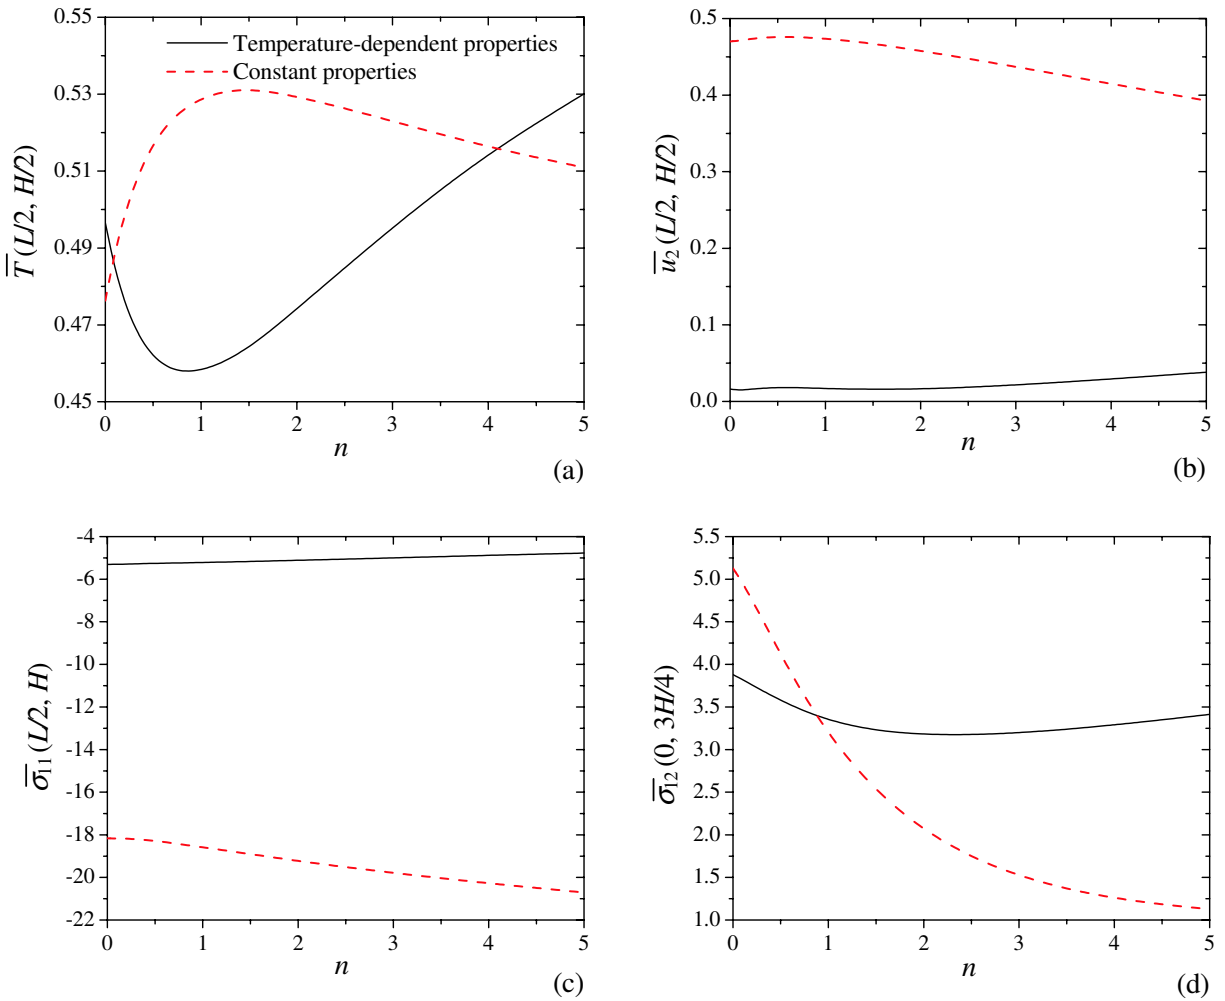 0.55
0.53
0.51
0.49
0.47
0.45
T̅ (L/2, H/2)
Temperature-dependent properties
Constant properties
0 1 2 3 4 5
n
(a)
0.5
0.4
0.3
0.2
0.1
0.0
u̅₂ (L/2, H/2)
0 1 2 3 4 5
n
(b)
-4
-6
-8
-10
-12
-14
-16
-18
-20
-22
σ̅₁₁ (L/2, H)
0 1 2 3 4 5
n
(c)
5.5
5.0
4.5
4.0
3.5
3.0
2.5
2.0
1.5
1.0
σ̅₁₂ (0, 3H/4)
0 1 2 3 4 5
n
(d)